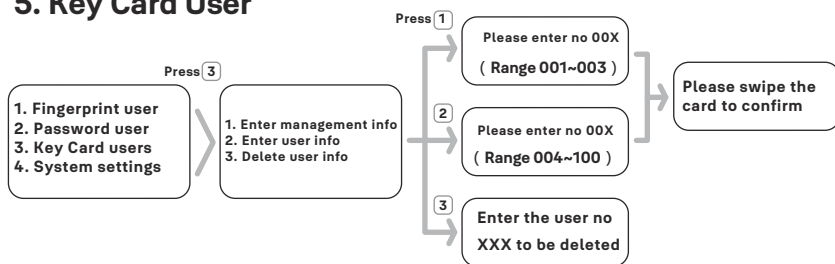 5. Key Card User
Press 3
1. Fingerprint user
2. Password user
3. Key Card users
4. System settings
1. Enter management info
2. Enter user info
3. Delete user info
Press 1
Please enter no 00X
( Range 001~003 )
2
Please enter no 00X
( Range 004~100 )
3
Enter the user no
XXX to be deleted
Please swipe the
card to confirm